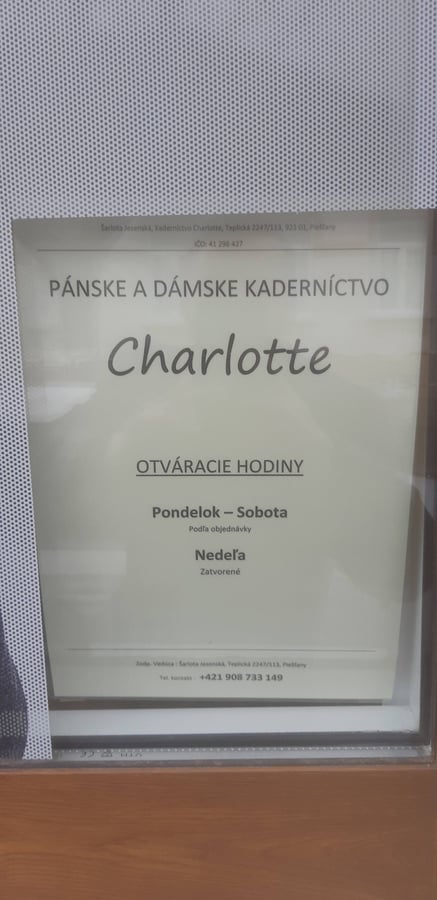 Šarlota Jesenská, Kaderníctvo Charlotte, Teplická 2247/113, 921 01, Piešťany
IČO: 41 298 427
PÁNSKE A DÁMSKE KADERNÍCTVO
Charlotte
OTVÁRACIE HODINY
Pondelok – Sobota
Podľa objednávky
Nedeľa
Zatvorené
Zodp. Vedúca : Šarlota Jesenská, Teplická 2247/113, Piešťany
Tel. kontakt : +421 908 733 149